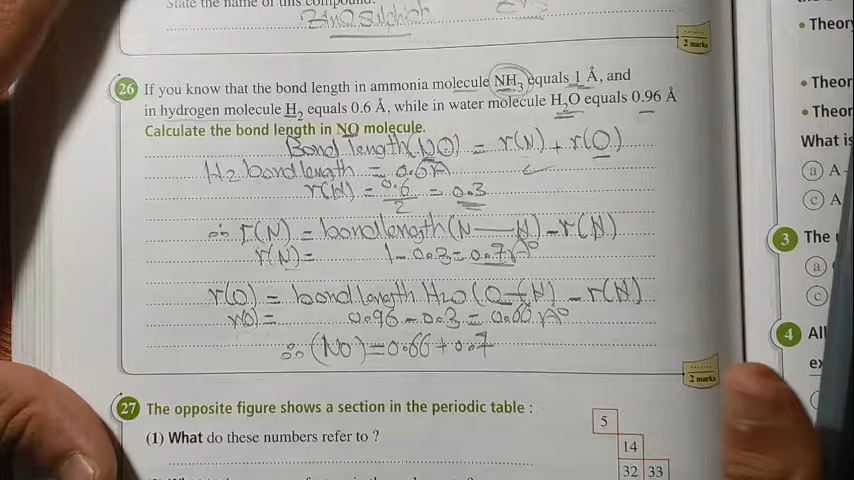 State the name of this compound.
2 marks
26 If you know that the bond length in ammonia molecule NH3 equals 1 Å, and
in hydrogen molecule H2 equals 0.6 Å, while in water molecule H2O equals 0.96 Å
Calculate the bond length in NO molecule.
Bond length (NO) = r(N) + r(O)
H2 bond length = 0.6A
r(H) = 0.6/2 = 0.3
∴ r(N) = bond length (N—H) - r(H)
r(N) = 1 - 0.3 = 0.7A°
r(O) = bond length H2O (O-H) - r(H)
r(O) = 0.96 - 0.3 = 0.66 A°
∴ (NO) = 0.66 + 0.7
2 marks
27 The opposite figure shows a section in the periodic table :
(1) What do these numbers refer to ?
5
14
32 33
• Theory
• Theor
• Theor
What is
a A
c A
3 The
a
c
4 All
ex